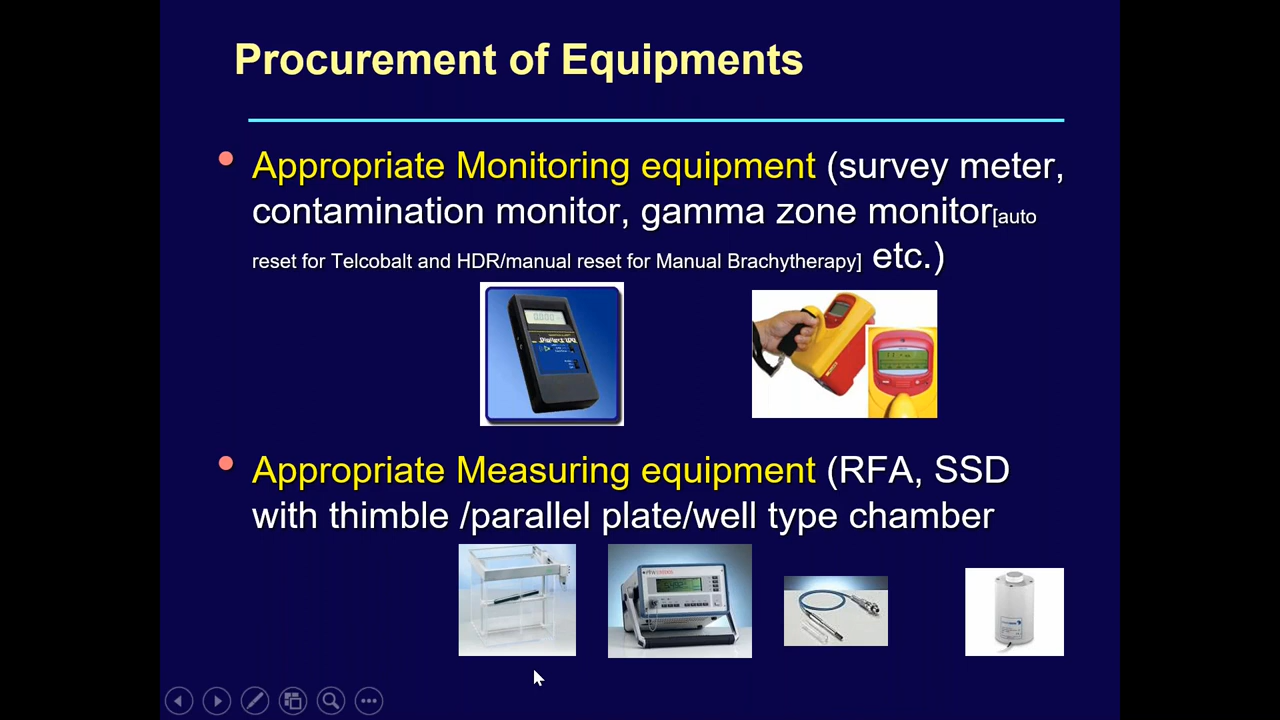 Procurement of Equipments
Appropriate Monitoring equipment (survey meter,
contamination monitor, gamma zone monitor[auto
reset for Telcobalt and HDR/manual reset for Manual Brachytherapy] etc.)
Appropriate Measuring equipment (RFA, SSD
with thimble /parallel plate/well type chamber